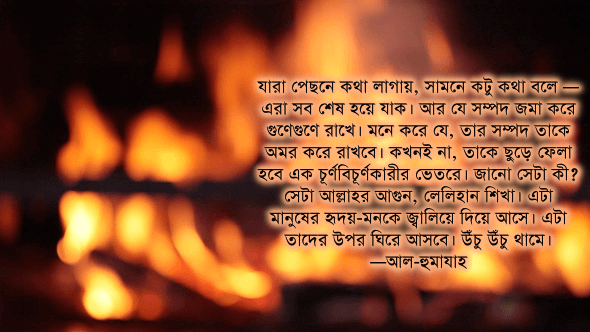 যারা পেছনে কথা লাগায়, সামনে কটু কথা বলে —
এরা সব শেষ হয়ে যাক। আর যে সম্পদ জমা করে
গুণেগুণে রাখে। মনে করে যে, তার সম্পদ তাকে
অমর করে রাখবে। কখনই না, তাকে ছুড়ে ফেলা
হবে এক চূর্ণবিচূর্ণকারীর ভেতরে। জানো সেটা কী?
সেটা আল্লাহর আগুন, লেলিহান শিখা। এটা
মানুষের হৃদয়-মনকে জ্বালিয়ে দিয়ে আসে। এটা
তাদের উপর ঘিরে আসবে। উঁচু উঁচু থামে।
—আল-হুমাযাহ